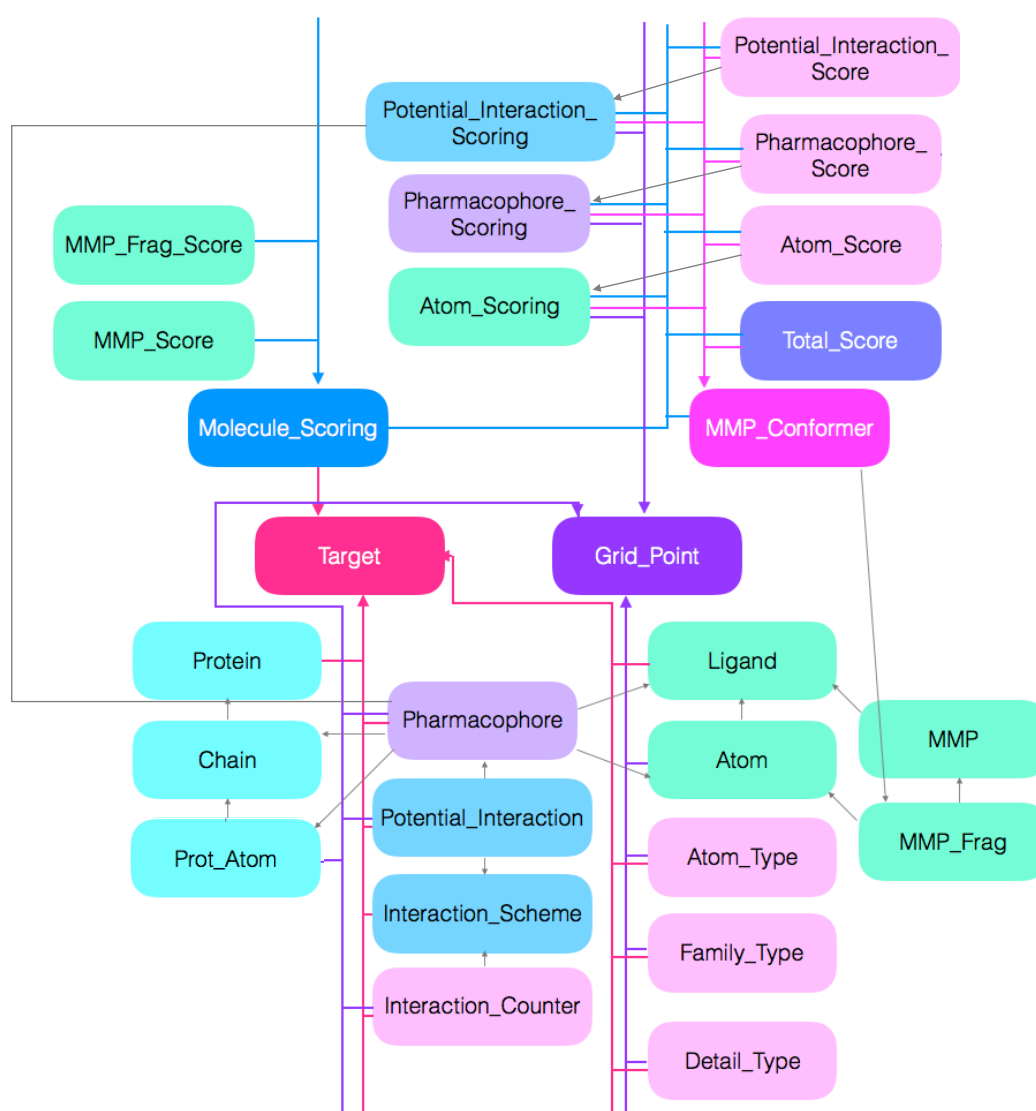 Potential_Interaction_
Score
Potential_Interaction_
Scoring
Pharmacophore_
Score
Pharmacophore_
Scoring
MMP_Frag_Score
Atom_Score
Atom_Scoring
MMP_Score
Total_Score
Molecule_Scoring
MMP_Conformer
Target
Grid_Point
Protein
Ligand
Pharmacophore
MMP
Chain
Atom
Potential_Interaction
MMP_Frag
Prot_Atom
Atom_Type
Interaction_Scheme
Family_Type
Interaction_Counter
Detail_Type